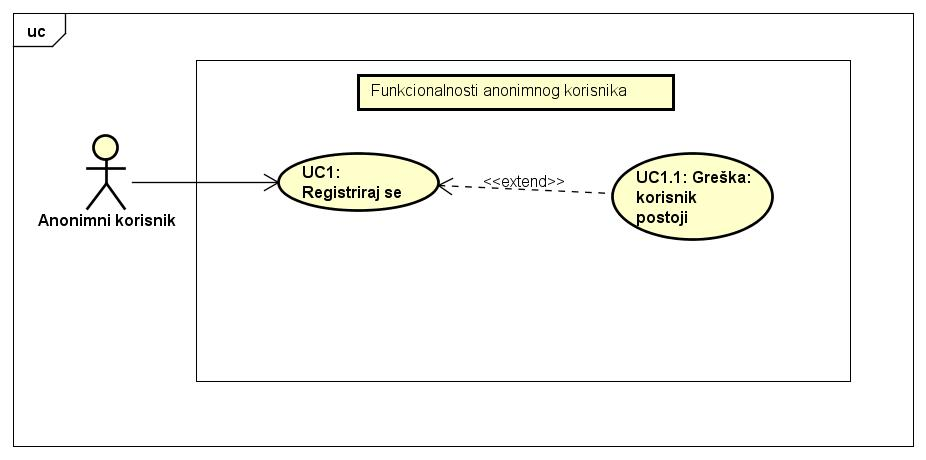 uc
Funkcionalnosti anonimnog korisnika
UC1:
Registriraj se
<<extend>>
UC1.1: Greška:
korisnik
postoji
Anonimni korisnik